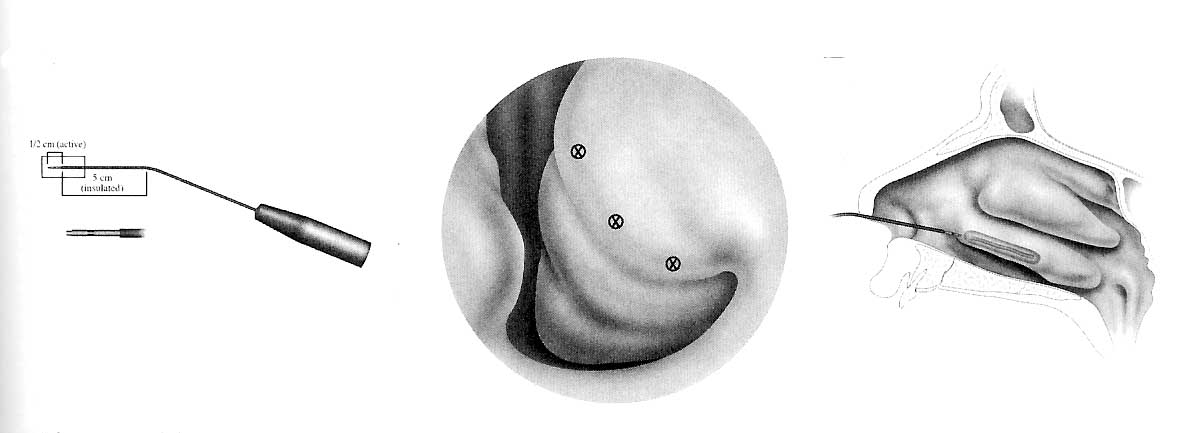 1/2 cm (active)
5 cm
(insulated)
X
X
X